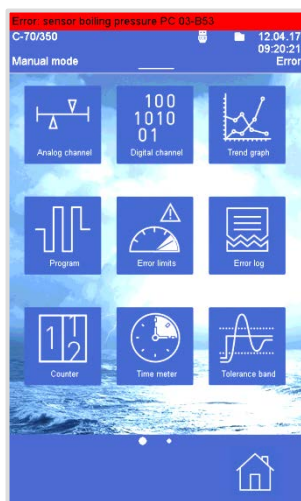 Error: sensor boiling pressure PC 03-B53
C-70/350 12.04.17
09:20:21
Manual mode Error
Analog channel
100
1010
01
Digital channel
Trend graph
Program
Error limits
Error log
1 1 2
Counter
Time meter
Tolerance band